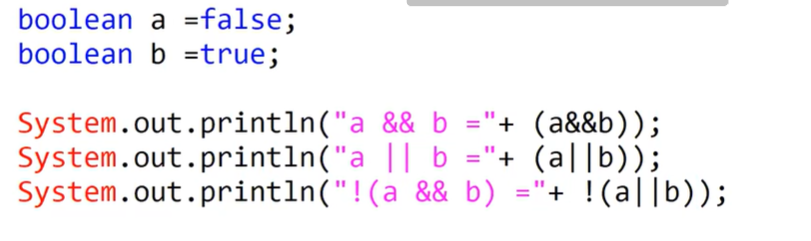 boolean a =false;
boolean b =true;
System.out.println("a && b ="+ (a&&b));
System.out.println("a || b ="+ (a||b));
System.out.println("!(a && b) ="+ !(a||b));